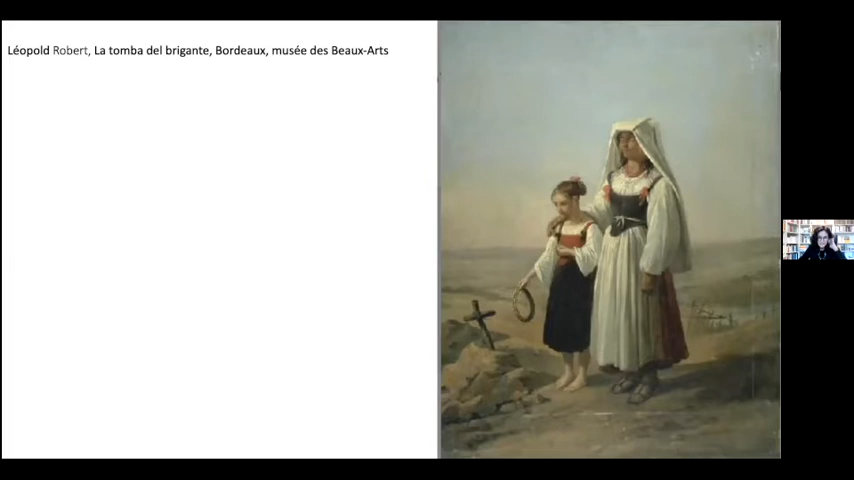 Léopold Robert, La tomba del brigante, Bordeaux, musée des Beaux-Arts